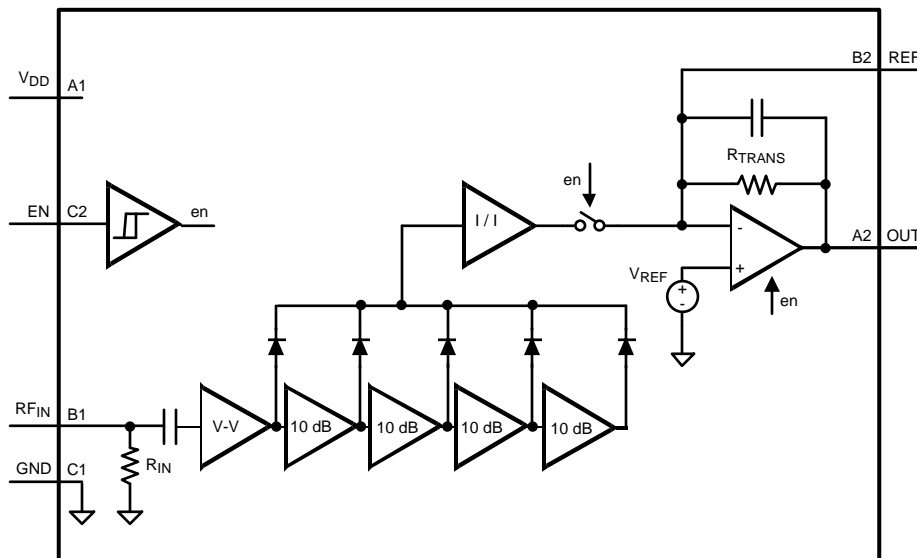 B2 REF
VDD A1
RTRANS
en
EN C2 en
I / I
-
A2 OUT
VREF + +
-
en
RFIN B1
V-V 10 dB 10 dB 10 dB 10 dB
RIN
GND C1